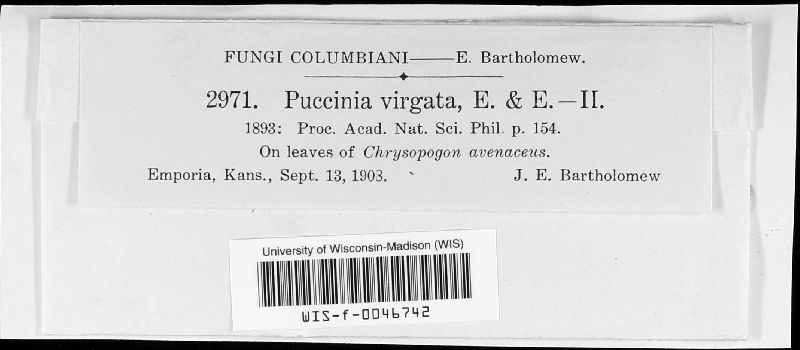 FUNGI COLUMBIANI——E. Bartholomew.
2971. Puccinia virgata, E. & E.—II.
1893: Proc. Acad. Nat. Sci. Phil. p. 154.
On leaves of Chrysopogon avenaceus.
Emporia, Kans., Sept. 13, 1903. J. E. Bartholomew
University of Wisconsin-Madison (WIS)
WIS-f-0046742